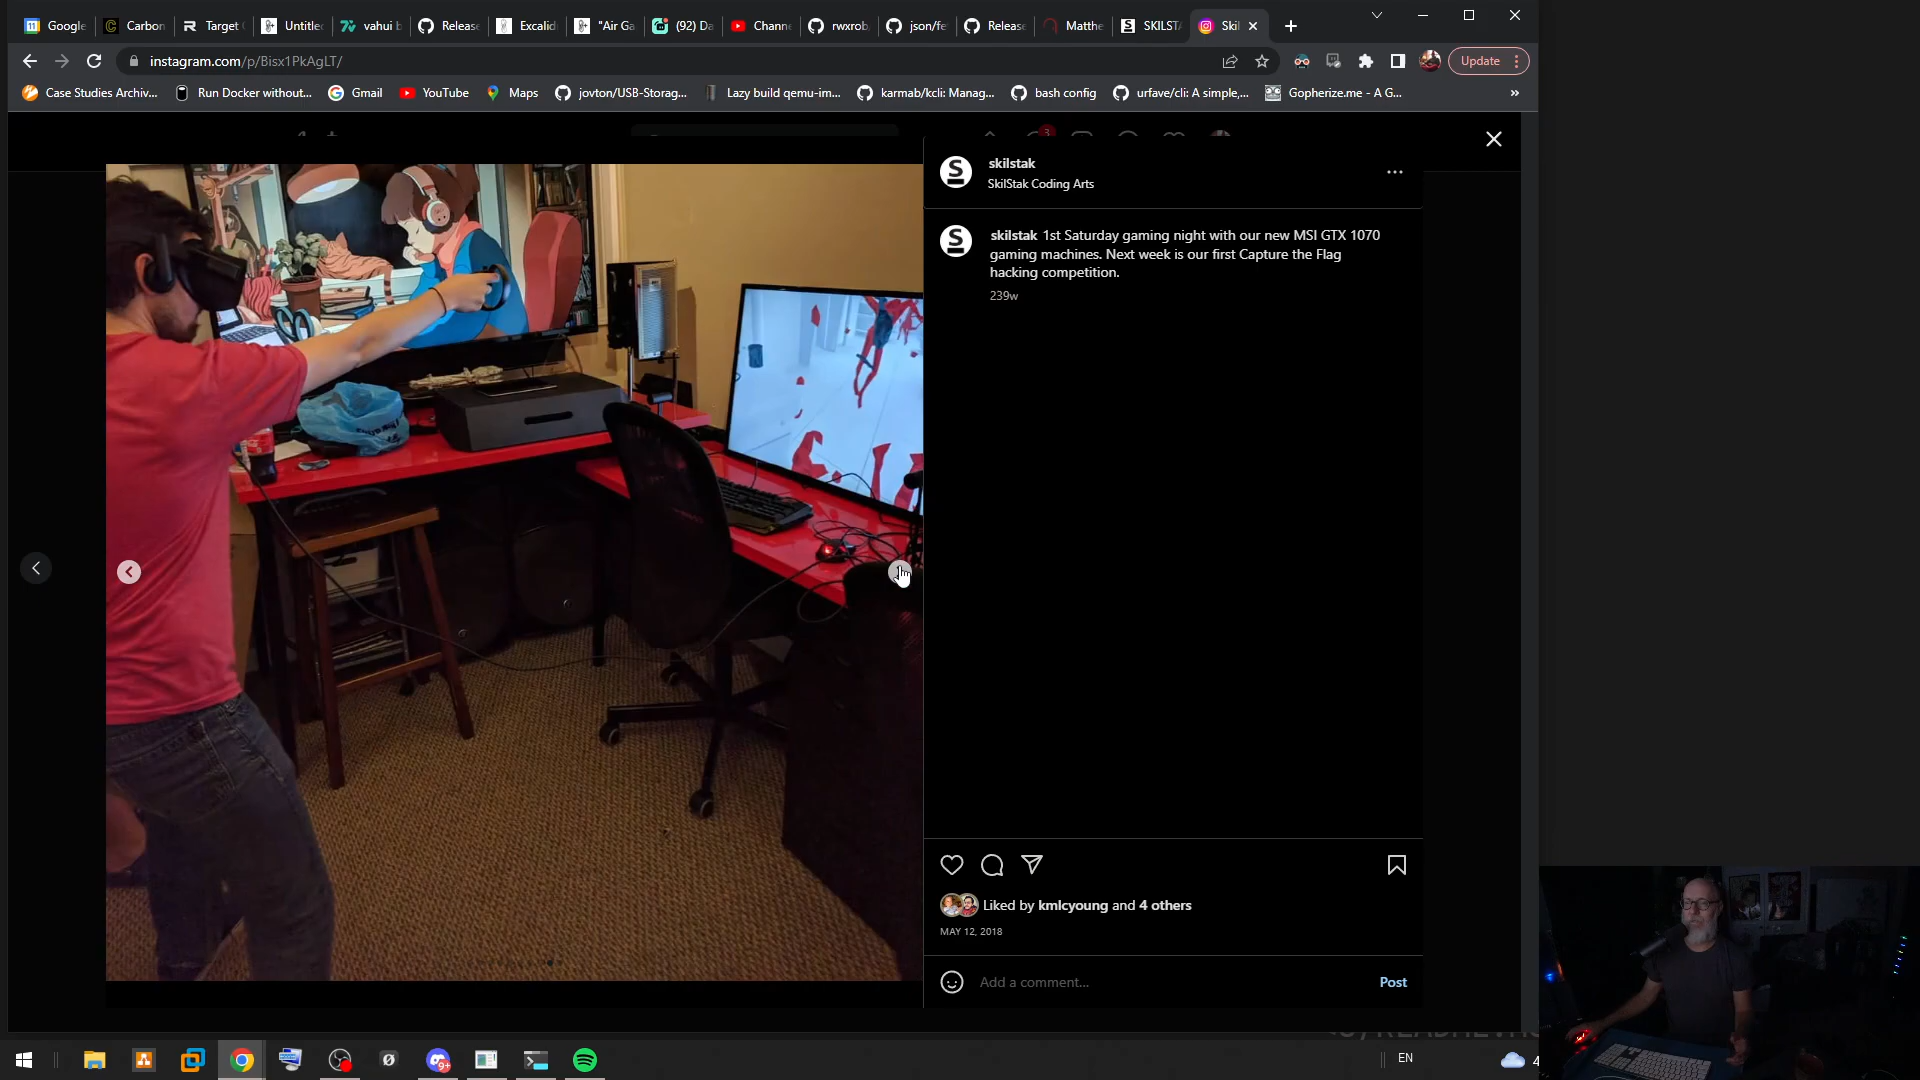 Google
Carbon
Target
Untitle
vahui b
Release
Excalid
"Air Ga
(92) Da
Chann
rwxrob
json/fe
Release
Matthe
SKILST
Skil
instagram.com/p/Bisx1PkAgLT/
Update
Case Studies Archiv...
Run Docker without...
Gmail
YouTube
Maps
jovton/USB-Storag...
Lazy build qemu-im...
karmab/kcli: Manag...
bash config
urfave/cli: A simple,...
Gopherize.me - A G...
3
skilstak
SkilStak Coding Arts
skilstak 1st Saturday gaming night with our new MSI GTX 1070
gaming machines. Next week is our first Capture the Flag
hacking competition.
239w
Liked by kmlcyoung and 4 others
MAY 12, 2018
Add a comment...
Post
9+
EN
4